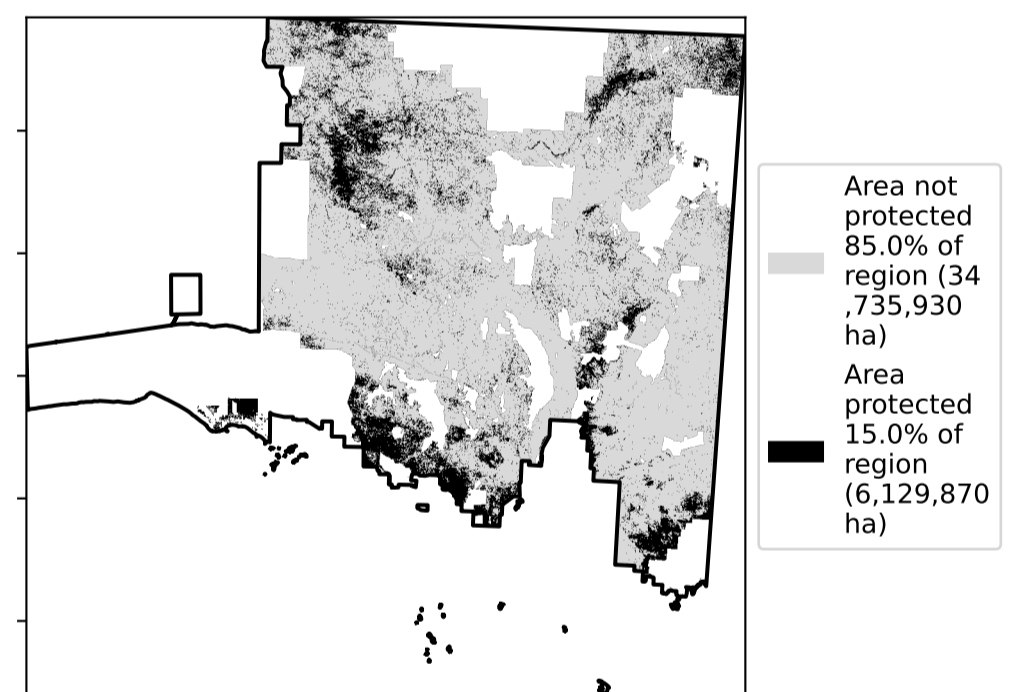 Area not
protected
85.0% of
region (34
,735,930
ha)
Area
protected
15.0% of
region
(6,129,870
ha)